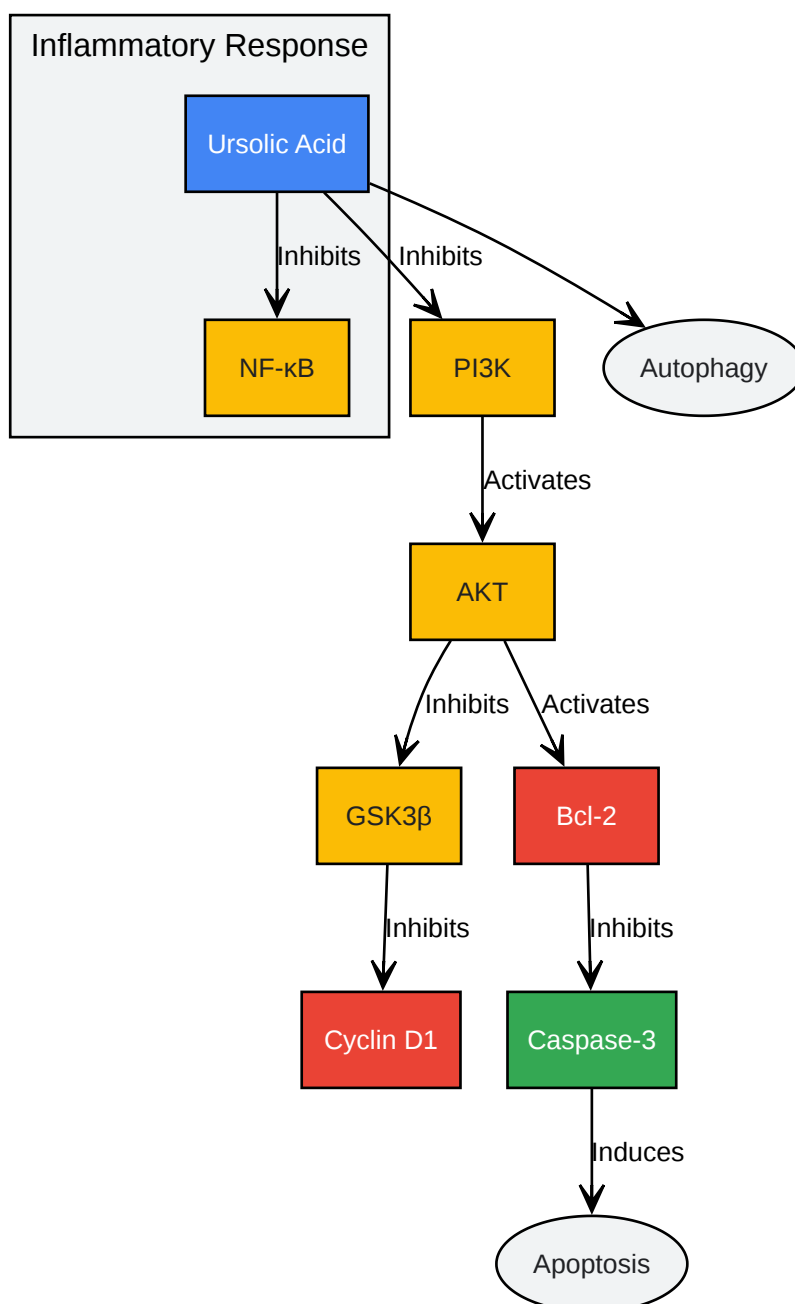 Inflammatory Response
Ursolic Acid
Inhibits
Inhibits
NF-κB
PI3K
Autophagy
Activates
AKT
Inhibits
Activates
GSK3β
Bcl-2
Inhibits
Inhibits
Cyclin D1
Caspase-3
Induces
Apoptosis